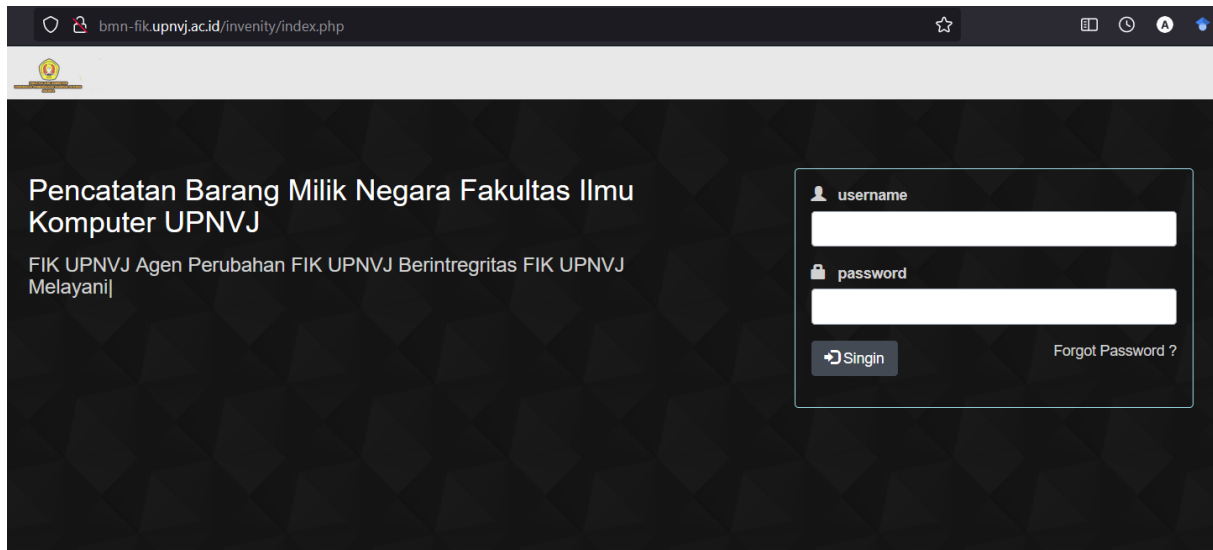 bmn-fik.upnvj.ac.id/invenity/index.php
A
Pencatatan Barang Milik Negara Fakultas Ilmu
Komputer UPNVJ
FIK UPNVJ Agen Perubahan FIK UPNVJ Berintregritas FIK UPNVJ
Melayani|
username
password
Singin
Forgot Password ?